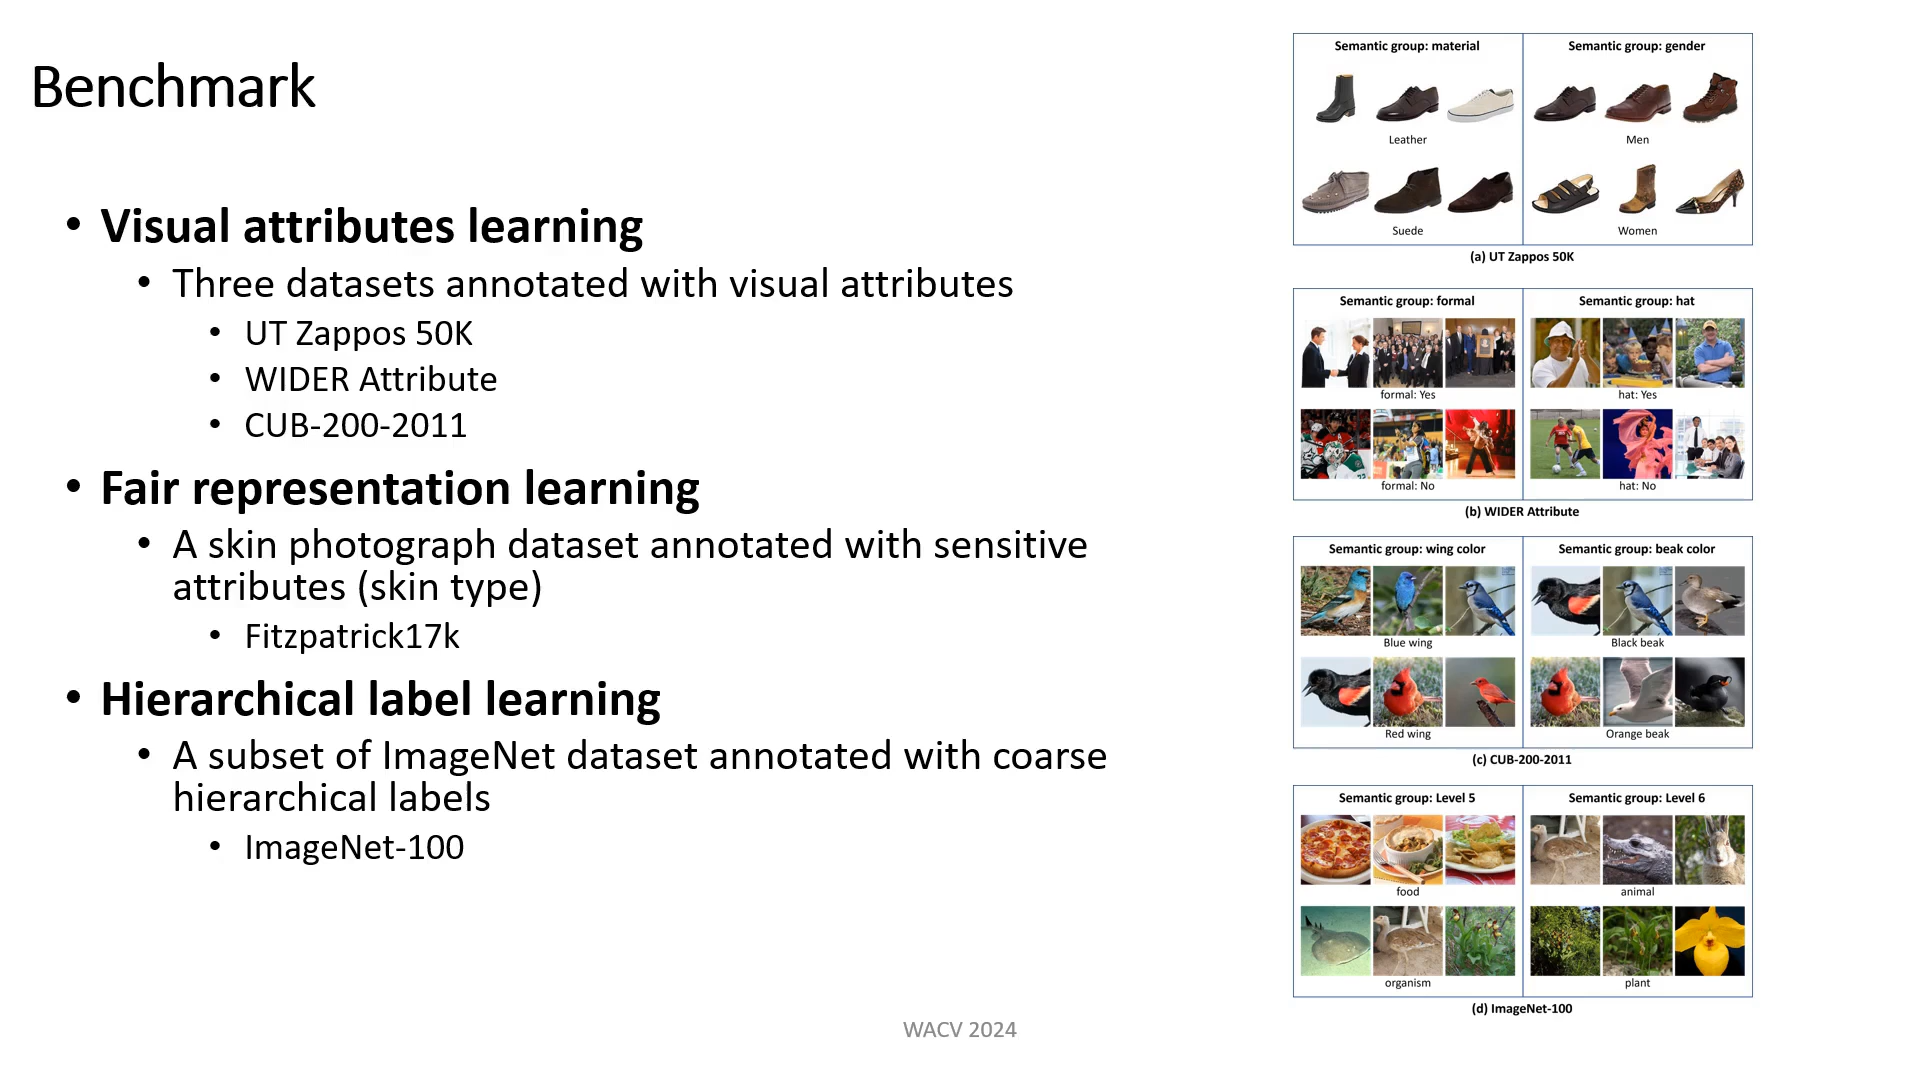 Benchmark
• Visual attributes learning
• Three datasets annotated with visual attributes
• UT Zappos 50K
• WIDER Attribute
• CUB-200-2011
• Fair representation learning
• A skin photograph dataset annotated with sensitive
attributes (skin type)
• Fitzpatrick17k
• Hierarchical label learning
• A subset of ImageNet dataset annotated with coarse
hierarchical labels
• ImageNet-100
Semantic group: material
Semantic group: gender
Leather
Men
Suede
Women
(a) UT Zappos 50K
Semantic group: formal
Semantic group: hat
formal: Yes
hat: Yes
formal: No
hat: No
(b) WIDER Attribute
Semantic group: wing color
Semantic group: beak color
Blue wing
Black beak
Red wing
Orange beak
(c) CUB-200-2011
Semantic group: Level 5
Semantic group: Level 6
food
animal
organism
plant
(d) ImageNet-100
WACV 2024